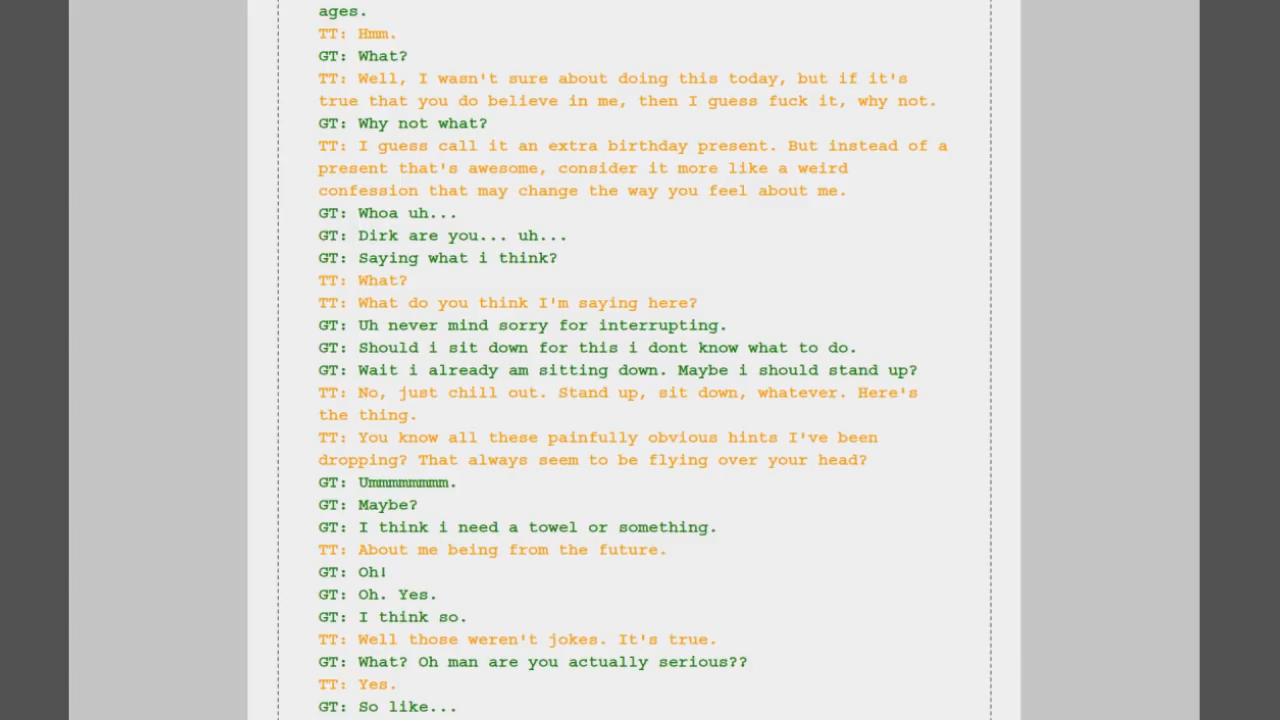 ages.
TT: Hmm.
GT: What?
TT: Well, I wasn't sure about doing this today, but if it's
true that you do believe in me, then I guess fuck it, why not.
GT: Why not what?
TT: I guess call it an extra birthday present. But instead of a
present that's awesome, consider it more like a weird
confession that may change the way you feel about me.
GT: Whoa uh...
GT: Dirk are you... uh...
GT: Saying what i think?
TT: What?
TT: What do you think I'm saying here?
GT: Uh never mind sorry for interrupting.
GT: Should i sit down for this i dont know what to do.
GT: Wait i already am sitting down. Maybe i should stand up?
TT: No, just chill out. Stand up, sit down, whatever. Here's
the thing.
TT: You know all these painfully obvious hints I've been
dropping? That always seem to be flying over your head?
GT: Ummmmmmmm.
GT: Maybe?
GT: I think i need a towel or something.
TT: About me being from the future.
GT: Oh!
GT: Oh. Yes.
GT: I think so.
TT: Well those weren't jokes. It's true.
GT: What? Oh man are you actually serious??
TT: Yes.
GT: So like...